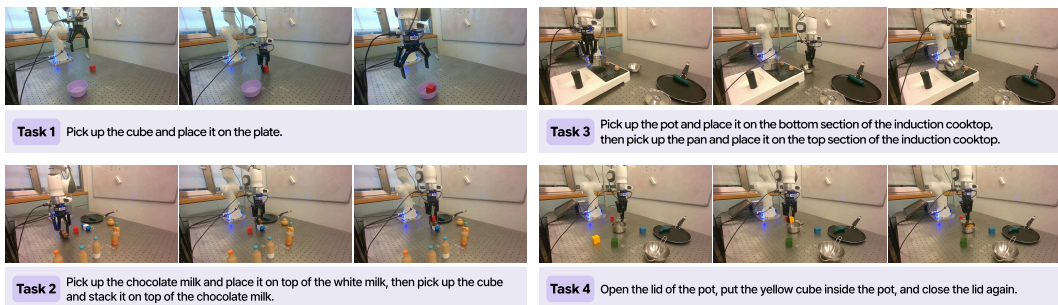 Task 1 Pick up the cube and place it on the plate.
Task 3 Pick up the pot and place it on the bottom section of the induction cooktop,
then pick up the pan and place it on the top section of the induction cooktop.
Task 2 Pick up the chocolate milk and place it on top of the white milk, then pick up the cube
and stack it on top of the chocolate milk.
Task 4 Open the lid of the pot, put the yellow cube inside the pot, and close the lid again.